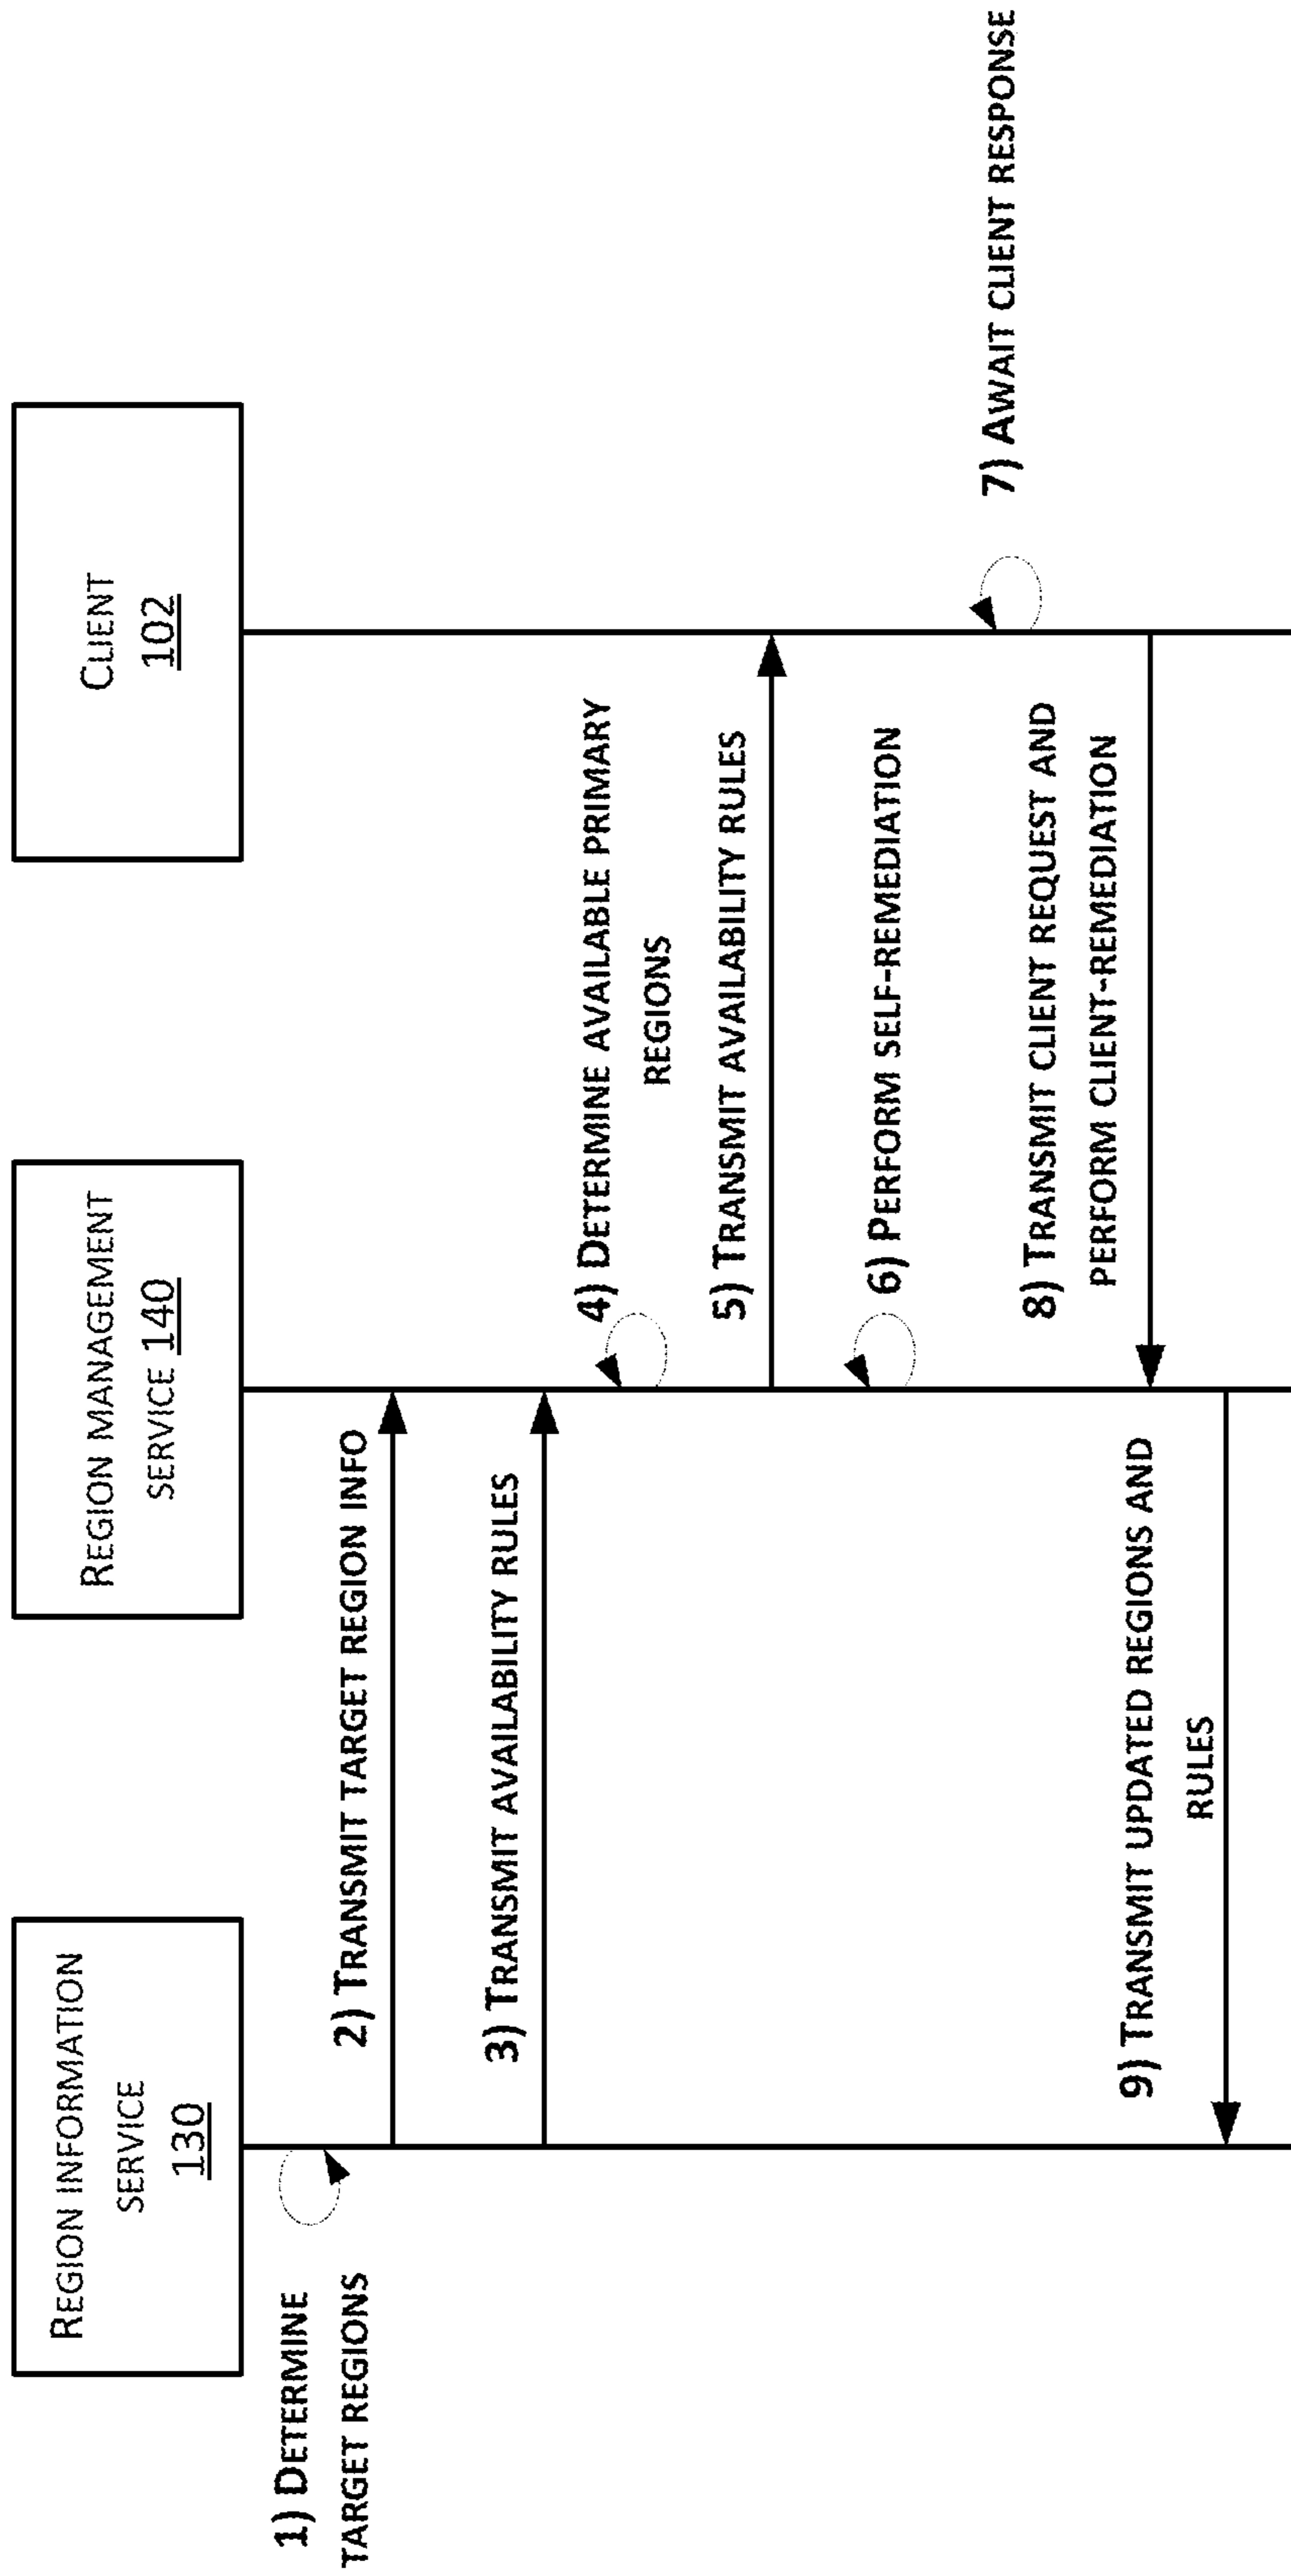 REGION INFORMATION
SERVICE
130
REGION MANAGEMENT
SERVICE 140
CLIENT
102
1) DETERMINE
TARGET REGIONS
2) TRANSMIT TARGET REGION INFO
3) TRANSMIT AVAILABILITY RULES
4) DETERMINE AVAILABLE PRIMARY
REGIONS
5) TRANSMIT AVAILABILITY RULES
6) PERFORM SELF-REMEDIATION
7) AWAIT CLIENT RESPONSE
8) TRANSMIT CLIENT REQUEST AND
PERFORM CLIENT-REMEDIATION
9) TRANSMIT UPDATED REGIONS AND
RULES